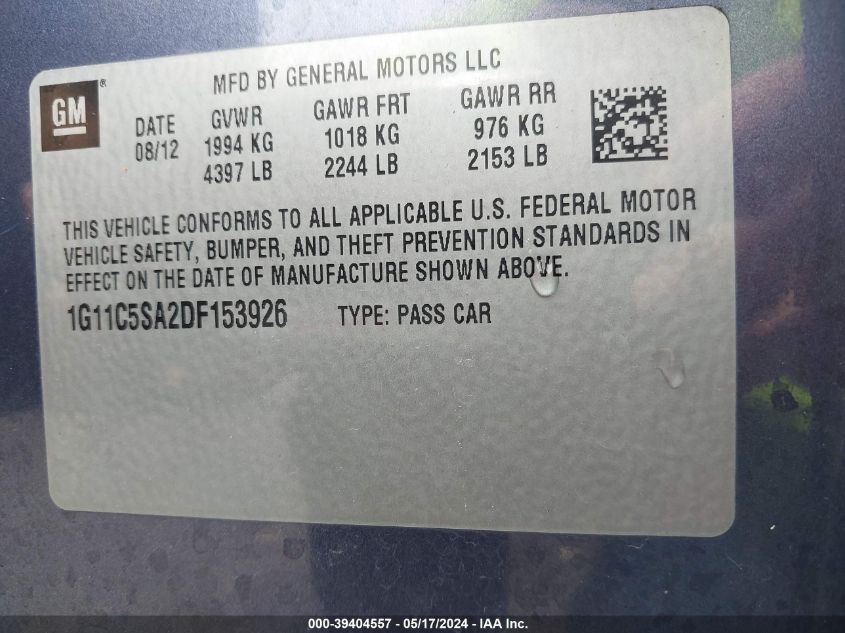 MFD BY GENERAL MOTORS LLC
GM ®
DATE GVWR GAWR FRT GAWR RR
08/12 1994 KG 1018 KG 976 KG
4397 LB 2244 LB 2153 LB
THIS VEHICLE CONFORMS TO ALL APPLICABLE U.S. FEDERAL MOTOR
VEHICLE SAFETY, BUMPER, AND THEFT PREVENTION STANDARDS IN
EFFECT ON THE DATE OF MANUFACTURE SHOWN ABOVE.
1G11C5SA2DF153926 TYPE: PASS CAR
000-39404557 - 05/17/2024 - IAA Inc.